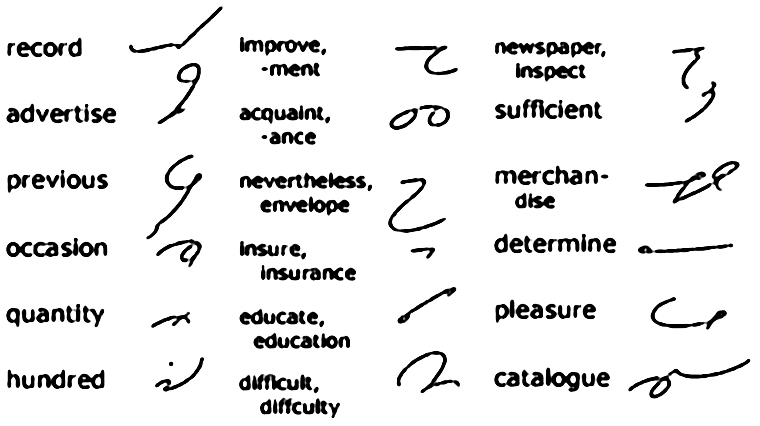 record improve, newspaper,
-ment inspect
advertise acquaint, sufficient
-ance
previous nevertheless, merchan-
envelope dise
occasion insure, determine
insurance
quantity educate, pleasure
education
hundred difficult, catalogue
diffculty